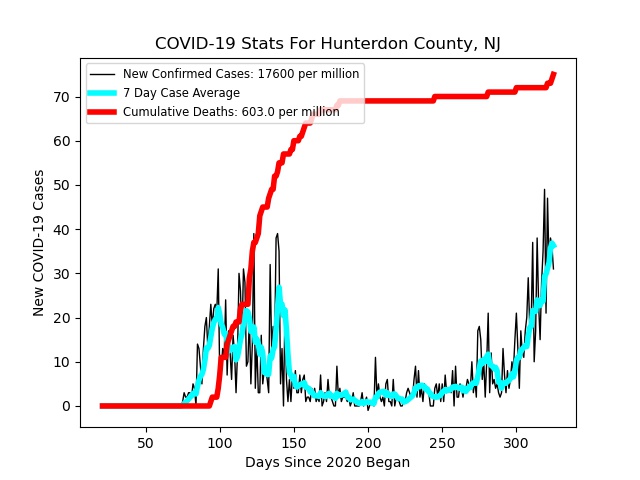 COVID-19 Stats For Hunterdon County, NJ
New Confirmed Cases: 17600 per million
7 Day Case Average
Cumulative Deaths: 603.0 per million
New COVID-19 Cases
70
60
50
40
30
20
10
0
50
100
150
200
250
300
Days Since 2020 Began